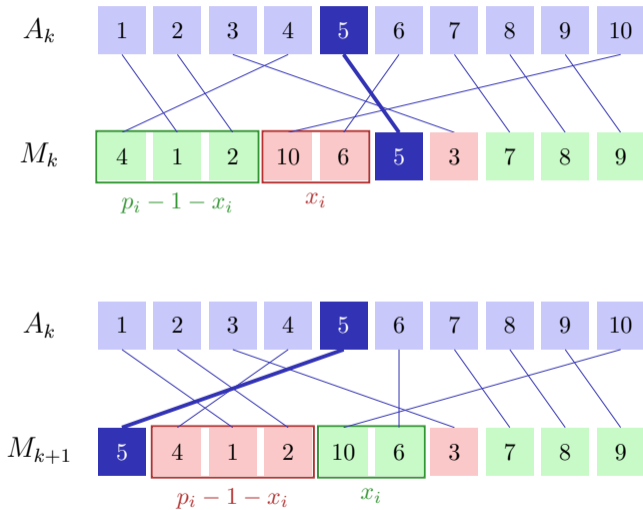 A_k 1 2 3 4 5 6 7 8 9 10
M_k 4 1 2 10 6 5 3 7 8 9
p_i − 1 − x_i x_i
A_k 1 2 3 4 5 6 7 8 9 10
M_{k+1} 5 4 1 2 10 6 3 7 8 9
p_i − 1 − x_i x_i